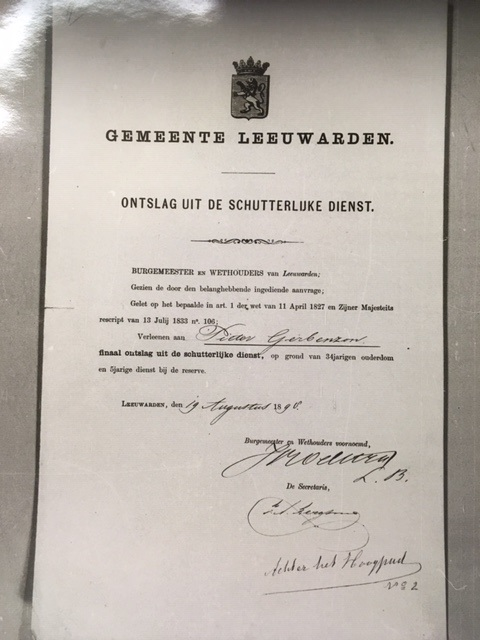 GEMEENTE LEEUWARDEN.
ONTSLAG UIT DE SCHUTTERLIJKE DIENST.
BURGEMEESTER EN WETHOUDERS van Leeuwarden;
Gezien de door den belanghebbende ingediende aanvrage;
Gelet op het bepaalde in art. 1 der wet van 11 April 1827 en Zijner Majesteits
rescript van 13 Julij 1833 no. 106;
Verleenen aan Pieter Gerbenzon
finaal ontslag uit de schutterlijke dienst, op grond van 34jarigen ouderdom
en 5jarige dienst bij de reserve.
LEEUWARDEN, den 19 Augustus 1890.
Burgemeester en Wethouders voornoemd,
L. B.
De Secretaris,
Achter het Hoogpud
No 82